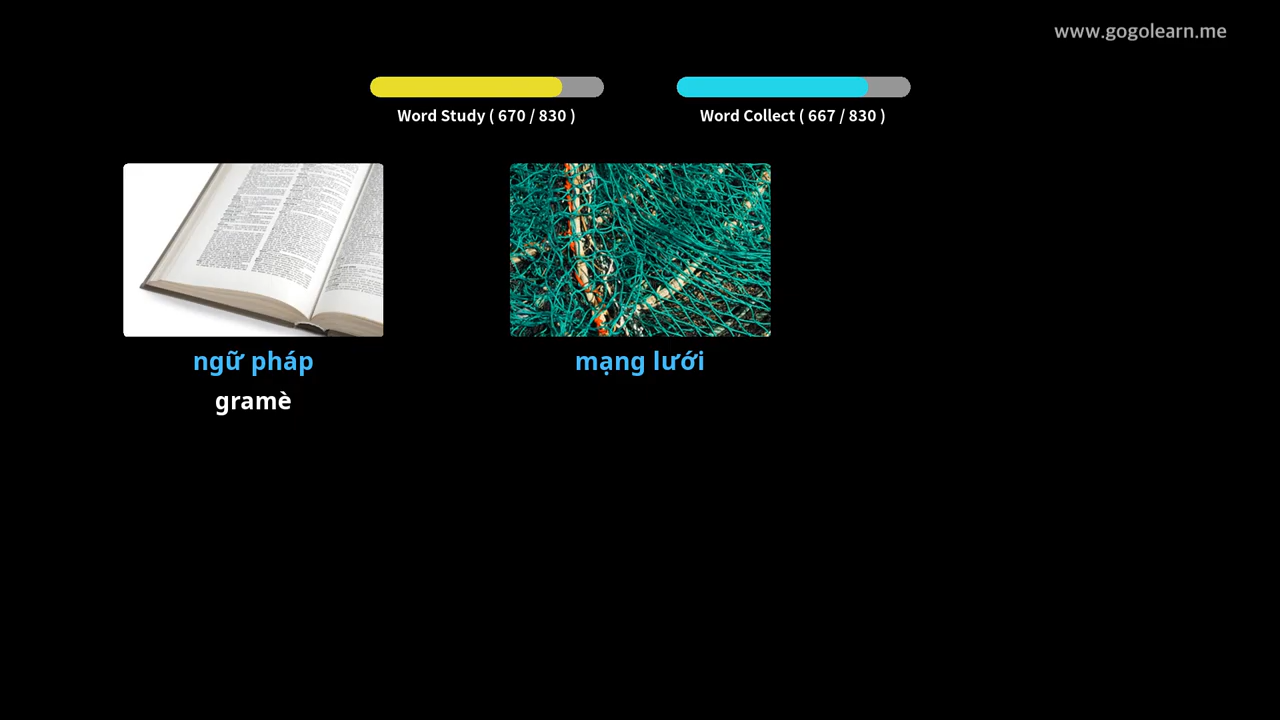 www.gogolearn.me
Word Study ( 670 / 830 )
Word Collect ( 667 / 830 )
ngữ pháp
mạng lưới
gramè